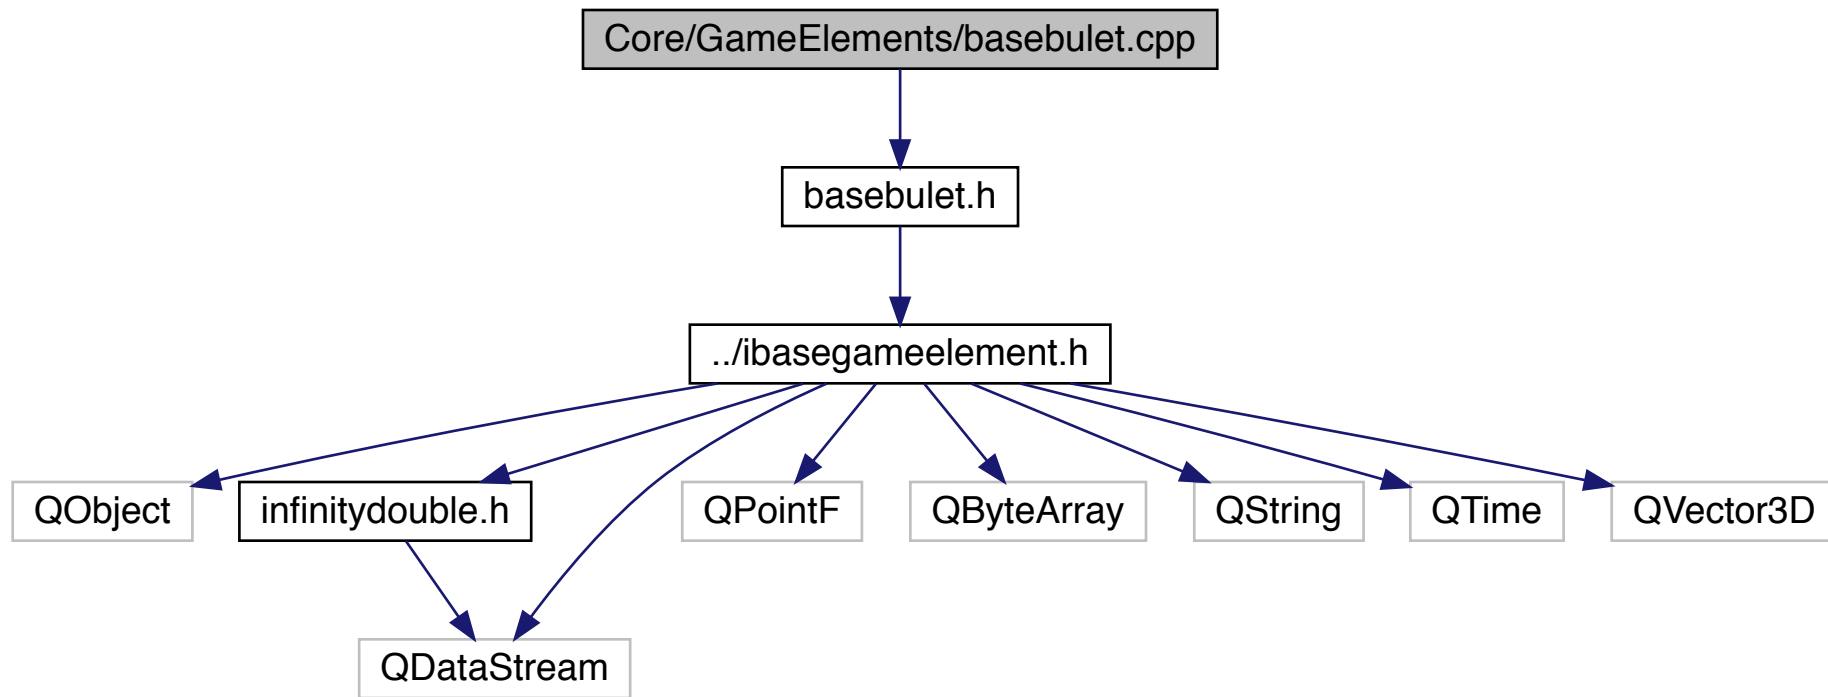 Core/GameElements/basebulet.cpp
basebulet.h
../ibasegameelement.h
QObject
infinitydouble.h
QPointF
QByteArray
QString
QTime
QVector3D
QDataStream